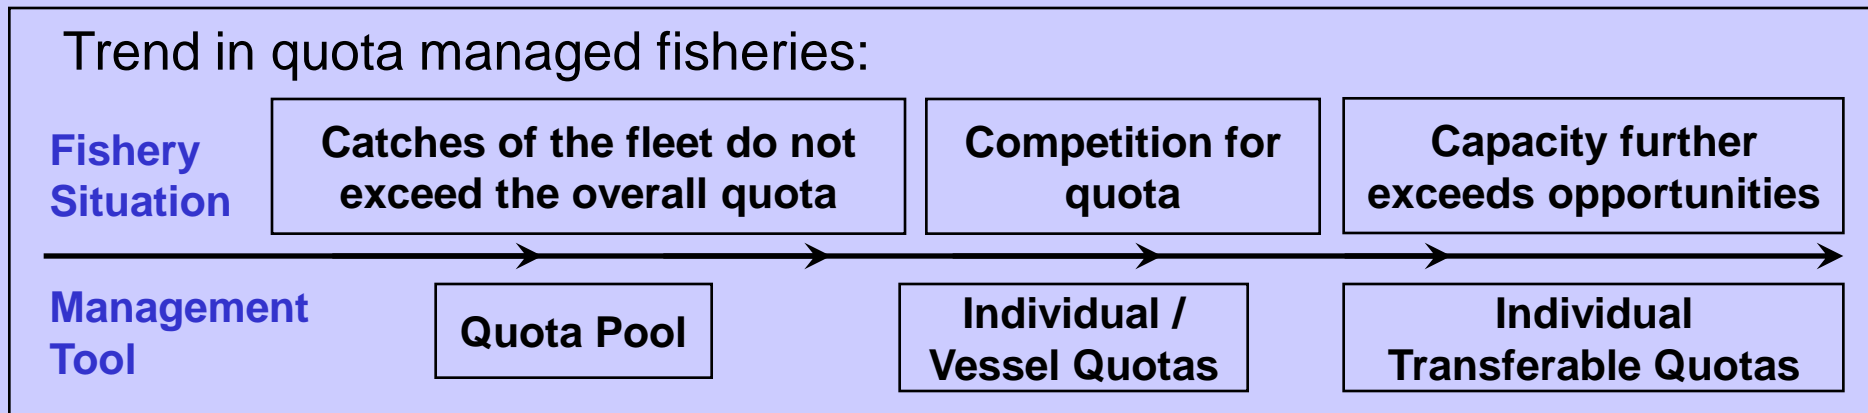 Trend in quota managed fisheries:
Fishery
Situation
Catches of the fleet do not
exceed the overall quota
Competition for
quota
Capacity further
exceeds opportunities
Management
Tool
Quota Pool
Individual /
Vessel Quotas
Individual
Transferable Quotas